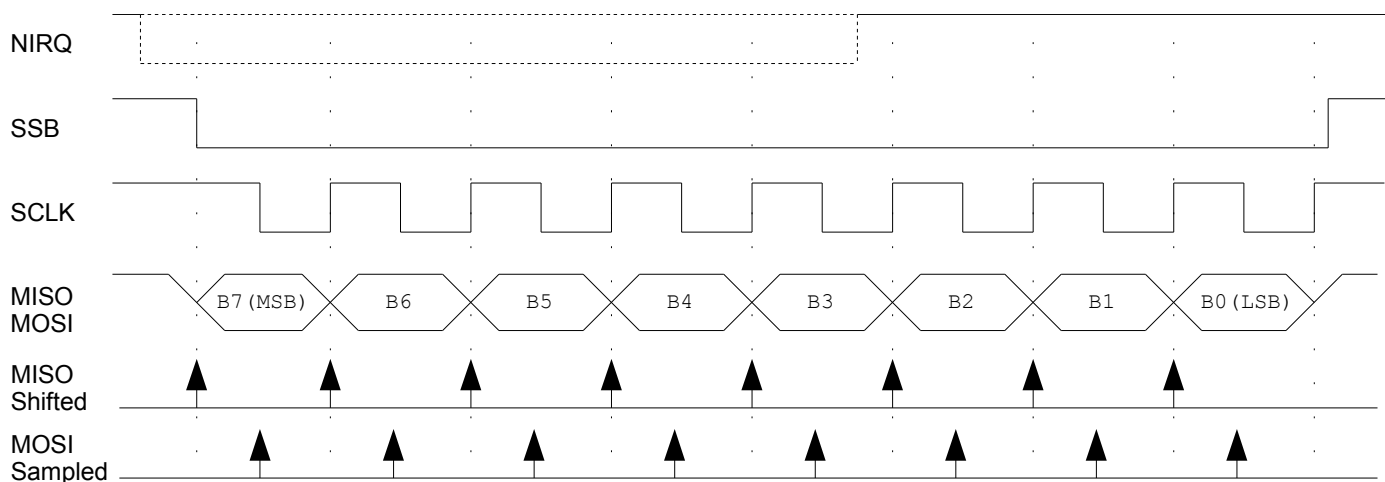 NIRQ
SSB
SCLK
MISO
MOSI
B7(MSB) B6 B5 B4 B3 B2 B1 B0(LSB)
MISO
Shifted
MOSI
Sampled